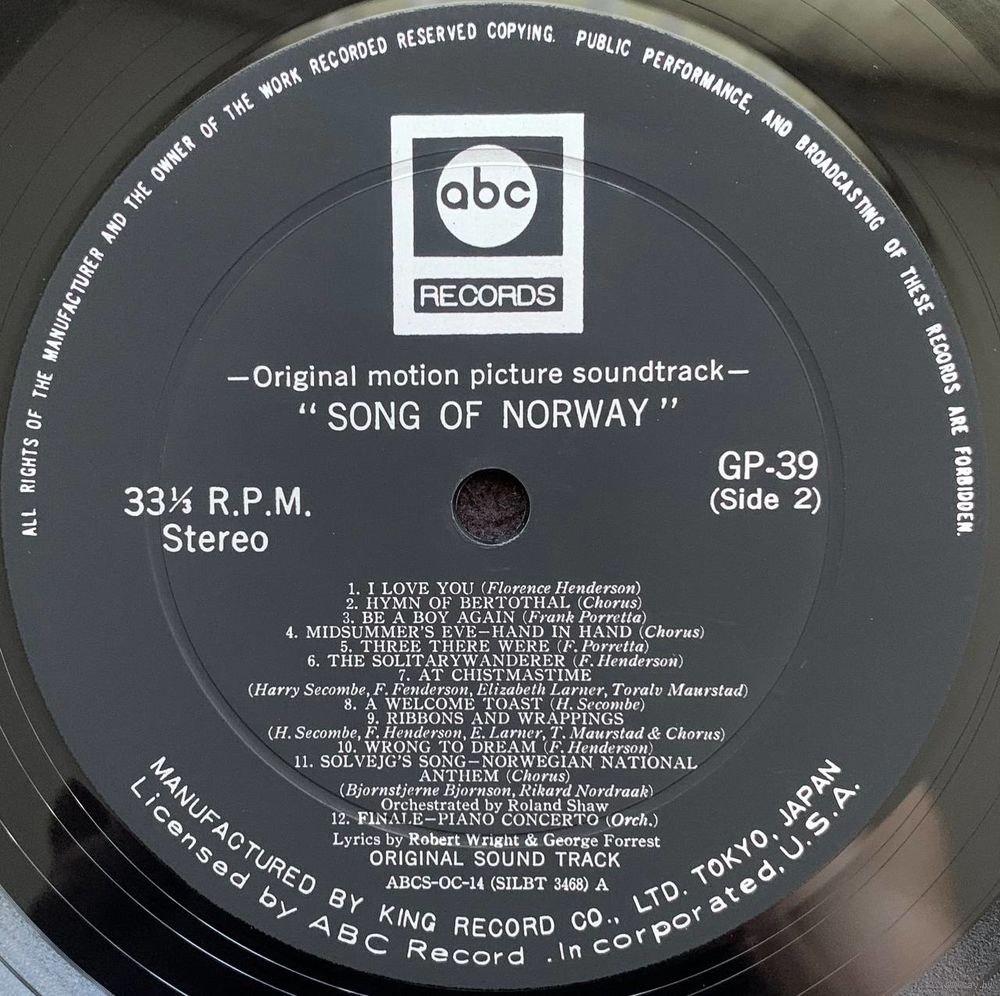 ALL RIGHTS OF THE MANUFACTURER AND THE OWNER OF THE WORK RECORDED RESERVED COPYING. PUBLIC PERFORMANCE, AND BROADCASTING OF THESE RECORDS ARE FORBIDDEN.
abc
RECORDS
—Original motion picture soundtrack—
“SONG OF NORWAY”
GP-39
(Side 2)
33⅓ R.P.M.
Stereo
1. I LOVE YOU (Florence Henderson)
2. HYMN OF BERTOTHAL (Chorus)
3. BE A BOY AGAIN (Frank Porretta)
4. MIDSUMMER'S EVE—HAND IN HAND (Chorus)
5. THREE THERE WERE (F. Porretta)
6. THE SOLITARYWANDERER (F. Henderson)
7. AT CHISTMASTIME
(Harry Secombe, F. Fenderson, Elizabeth Larner, Toralv Maurstad)
8. A WELCOME TOAST (H. Secombe)
9. RIBBONS AND WRAPPINGS
(H. Secombe, F. Henderson, E. Larner, T. Maurstad & Chorus)
10. WRONG TO DREAM (F. Henderson)
11. SOLVEJG'S SONG—NORWEGIAN NATIONAL
ANTHEM (Chorus)
(Bjornstjerne Bjornson, Rikard Nordraak)
Orchestrated by Roland Shaw
12. F1NALE—PIANO CONCERTO (Orch.)
Lyrics by Robert Wright & George Forrest
ORIGINAL SOUND TRACK
ABCS-OC-14 (SILBT 3468) A
MANUFACTURED BY KING RECORD CO., LTD. TOKYO. JAPAN
Licensed by ABC Record .Incorporated, U.S.A.